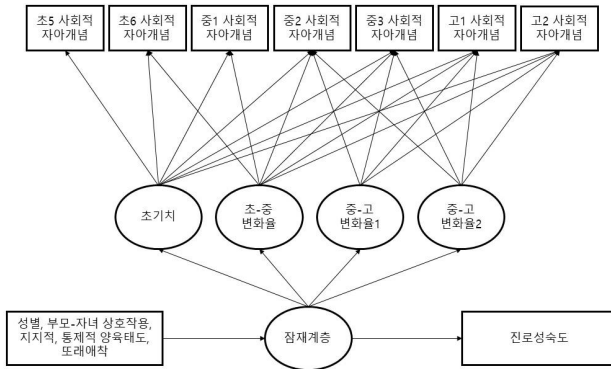 초5 사회적
자아개념
초6 사회적
자아개념
중1 사회적
자아개념
중2 사회적
자아개념
중3 사회적
자아개념
고1 사회적
자아개념
고2 사회적
자아개념
초기치
초-중
변화율
중-고
변화율1
중-고
변화율2
성별, 부모-자녀 상호작용,
지지적, 통제적 양육태도,
또래애착
잠재계층
진로성숙도